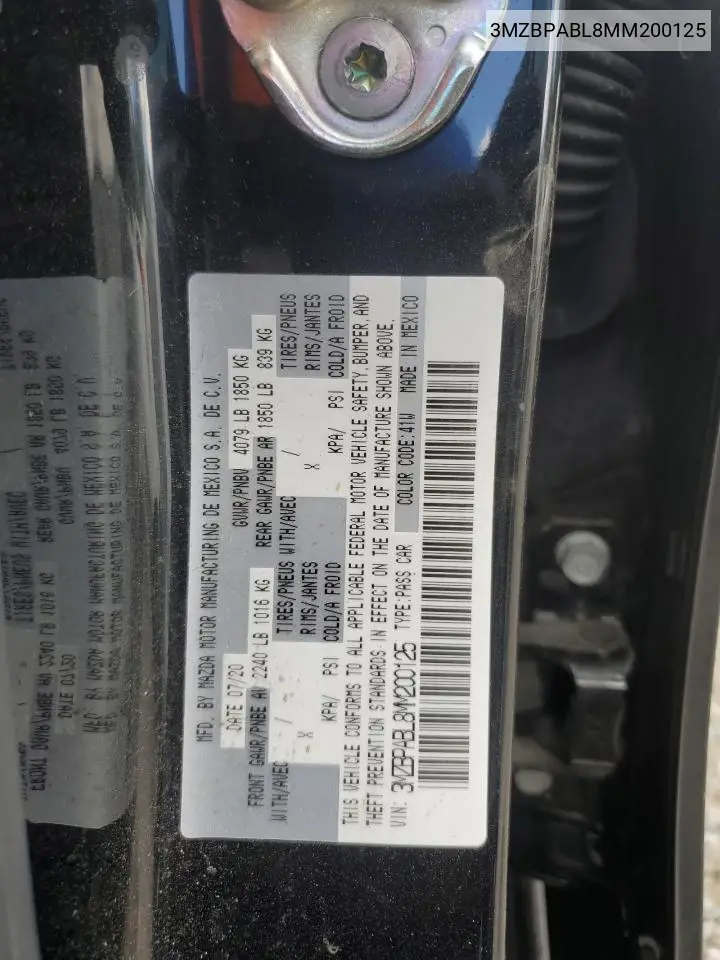 3MZBPABL8MM200125
MFD. BY MAZDA MOTOR MANUFACTURING DE MEXICO S.A. DE C.V.
DATE 07/20 GVWR/PNBV 4079 LB 1850 KG
FRONT GAWR/PNBE AV 2240 LB 1016 KG REAR GAWR/PNBE AR 1850 LB 839 KG
WITH/AVEC / TIRES/PNEUS WITH/AVEC / TIRES/PNEUS
X RIMS/JANTES X RIMS/JANTES
KPA/ PSI COLD/A FROID KPA/ PSI COLD/A FROID
THIS VEHICLE CONFORMS TO ALL APPLICABLE FEDERAL MOTOR VEHICLE SAFETY, BUMPER, AND
THEFT PREVENTION STANDARDS IN EFFECT ON THE DATE OF MANUFACTURE SHOWN ABOVE.
VIN: 3MZBPABL8MM200125 TYPE:PASS CAR COLOR CODE:41W MADE IN MEXICO